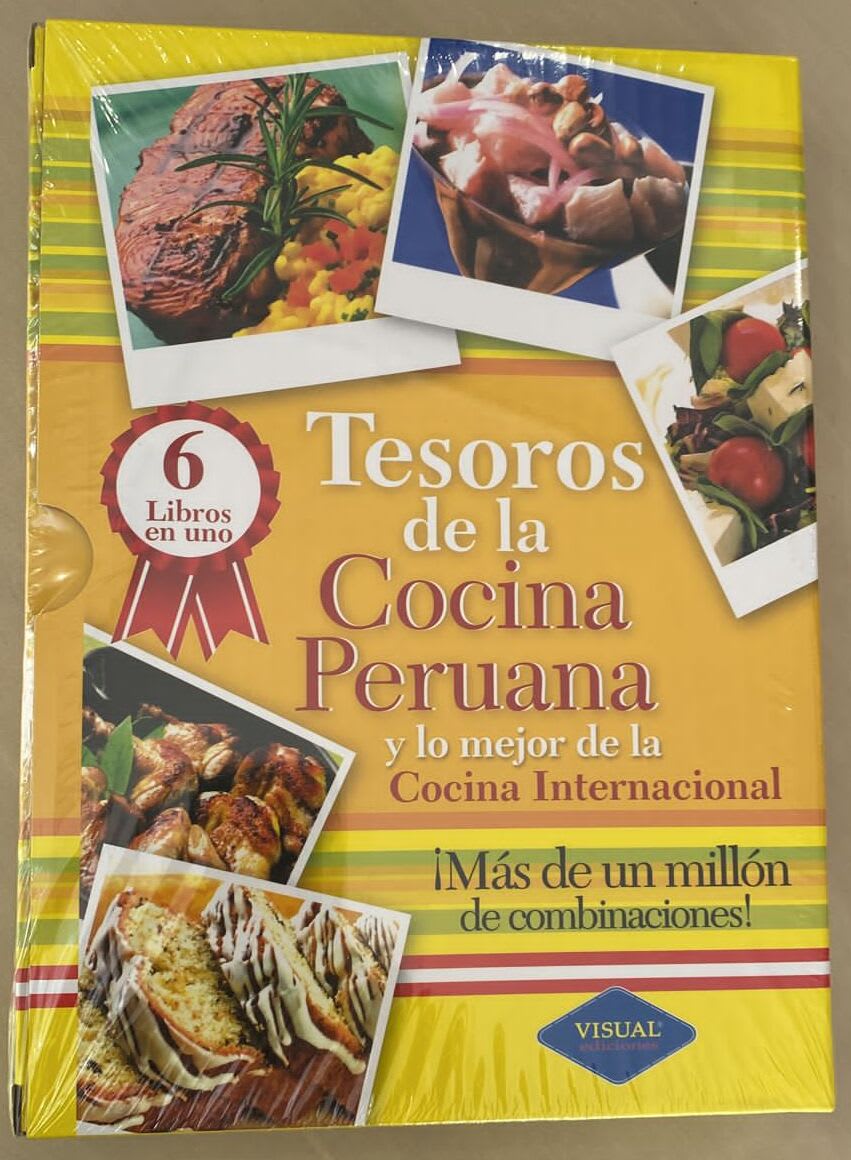 6
Libros
en uno
Tesoros
de la
Cocina
Peruana
y lo mejor de la
Cocina Internacional
¡Más de un millón
de combinaciones!
VISUAL
ediciones